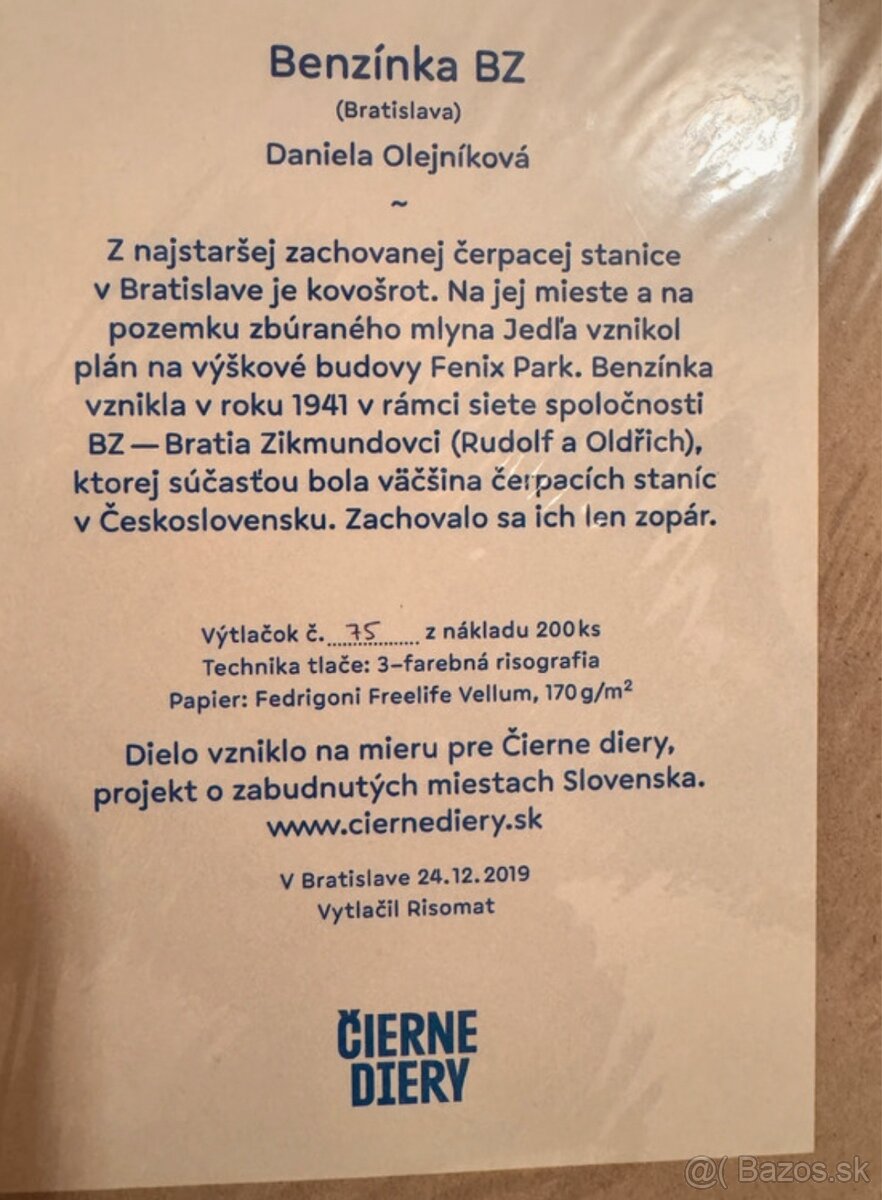 Benzínka BZ
(Bratislava)
Daniela Olejníková
~
Z najstaršej zachovanej čerpacej stanice
v Bratislave je kovošrot. Na jej mieste a na
pozemku zbúraného mlyna Jedľa vznikol
plán na výškové budovy Fenix Park. Benzínka
vznikla v roku 1941 v rámci siete spoločnosti
BZ — Bratia Zikmundovci (Rudolf a Oldřich),
ktorej súčasťou bola väčšina čerpacích staníc
v Československu. Zachovalo sa ich len zopár.
Výtlačok č. 75 z nákladu 200 ks
Technika tlače: 3-farebná risografia
Papier: Fedrigoni Freelife Vellum, 170 g/m²
Dielo vzniklo na mieru pre Čierne diery,
projekt o zabudnutých miestach Slovenska.
www.ciernediery.sk
V Bratislave 24.12.2019
Vytlačil Risomat
ČIERNE
DIERY
@( Bazos.sk